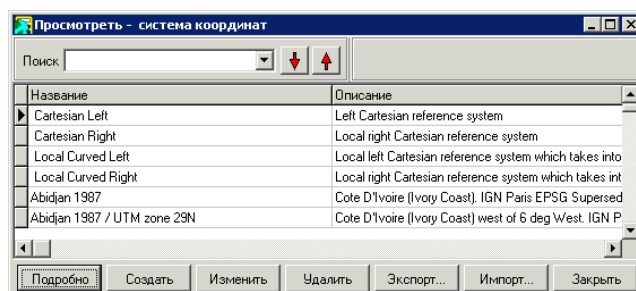 Просмотреть - система координат
Поиск
Название Описание
Cartesian Left Left Cartesian reference system
Cartesian Right Local right Cartesian reference system
Local Curved Left Local left Cartesian reference system which takes into
Local Curved Right Local right Cartesian reference system which takes int
Abidjan 1987 Cote D'Ivoire (Ivory Coast). IGN Paris EPSG Supersed
Abidjan 1987 / UTM zone 29N Cote D'Ivoire (Ivory Coast) west of 6 deg West. IGN P
Подробно Создать Изменить Удалить Экспорт... Импорт... Закрыть